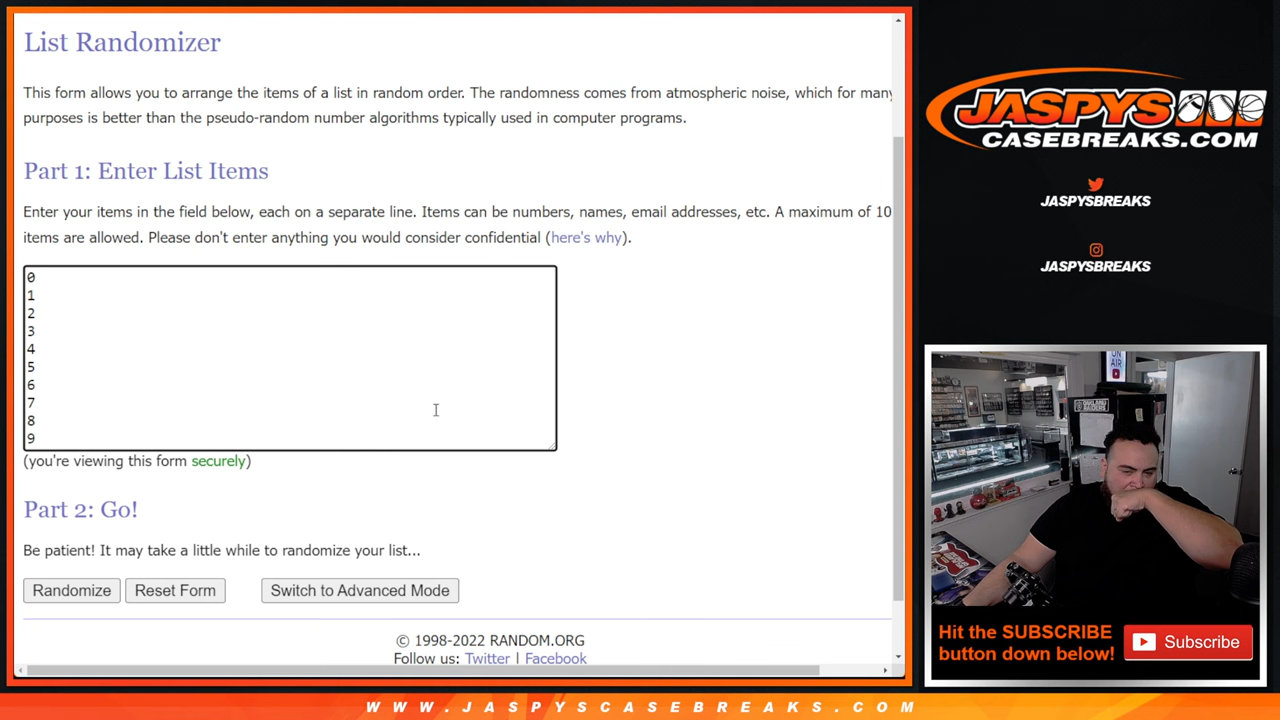 List Randomizer
This form allows you to arrange the items of a list in random order. The randomness comes from atmospheric noise, which for many
purposes is better than the pseudo-random number algorithms typically used in computer programs.
Part 1: Enter List Items
Enter your items in the field below, each on a separate line. Items can be numbers, names, email addresses, etc. A maximum of 10
items are allowed. Please don't enter anything you would consider confidential (here's why).
0
1
2
3
4
5
6
7
8
9
(you're viewing this form securely)
Part 2: Go!
Be patient! It may take a little while to randomize your list...
Randomize Reset Form Switch to Advanced Mode
© 1998-2022 RANDOM.ORG
Follow us: Twitter | Facebook
JASPYS
CASEBREAKS.COM
JASPYSBREAKS
JASPYSBREAKS
ON
AIR
Hit the SUBSCRIBE
button down below!
Subscribe
WWW.JASPYSCASEBREAKS.COM